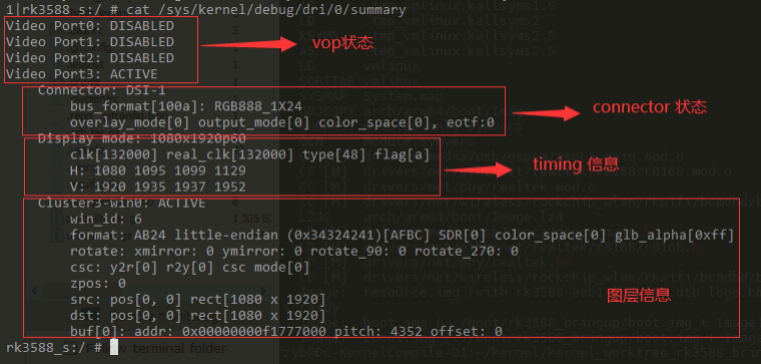 1|rk3588_s:/ # cat /sys/kernel/debug/dri/0/summary
Video Port0: DISABLED
Video Port1: DISABLED
Video Port2: DISABLED
Video Port3: ACTIVE
vop状态
Connector: DSI-1
bus_format[100a]: RGB888_1X24
overlay_mode[0] output_mode[0] color_space[0], eotf:0
connector 状态
Display mode: 1080x1920p60
clk[132000] real_clk[132000] type[48] flag[a]
H: 1080 1095 1099 1129
V: 1920 1935 1937 1952
timing 信息
Cluster3-win0: ACTIVE
win_id: 6
format: AB24 little-endian (0x34324241)[AFBC] SDR[0] color_space[0] glb_alpha[0xff]
rotate: xmirror: 0 ymirror: 0 rotate_90: 0 rotate_270: 0
csc: y2r[0] r2y[0] csc mode[0]
zpos: 0
src: pos[0, 0] rect[1080 x 1920]
dst: pos[0, 0] rect[1080 x 1920]
buf[0]: addr: 0x00000000f1777000 pitch: 4352 offset: 0
图层信息
rk3588_s:/ #
terminal folder